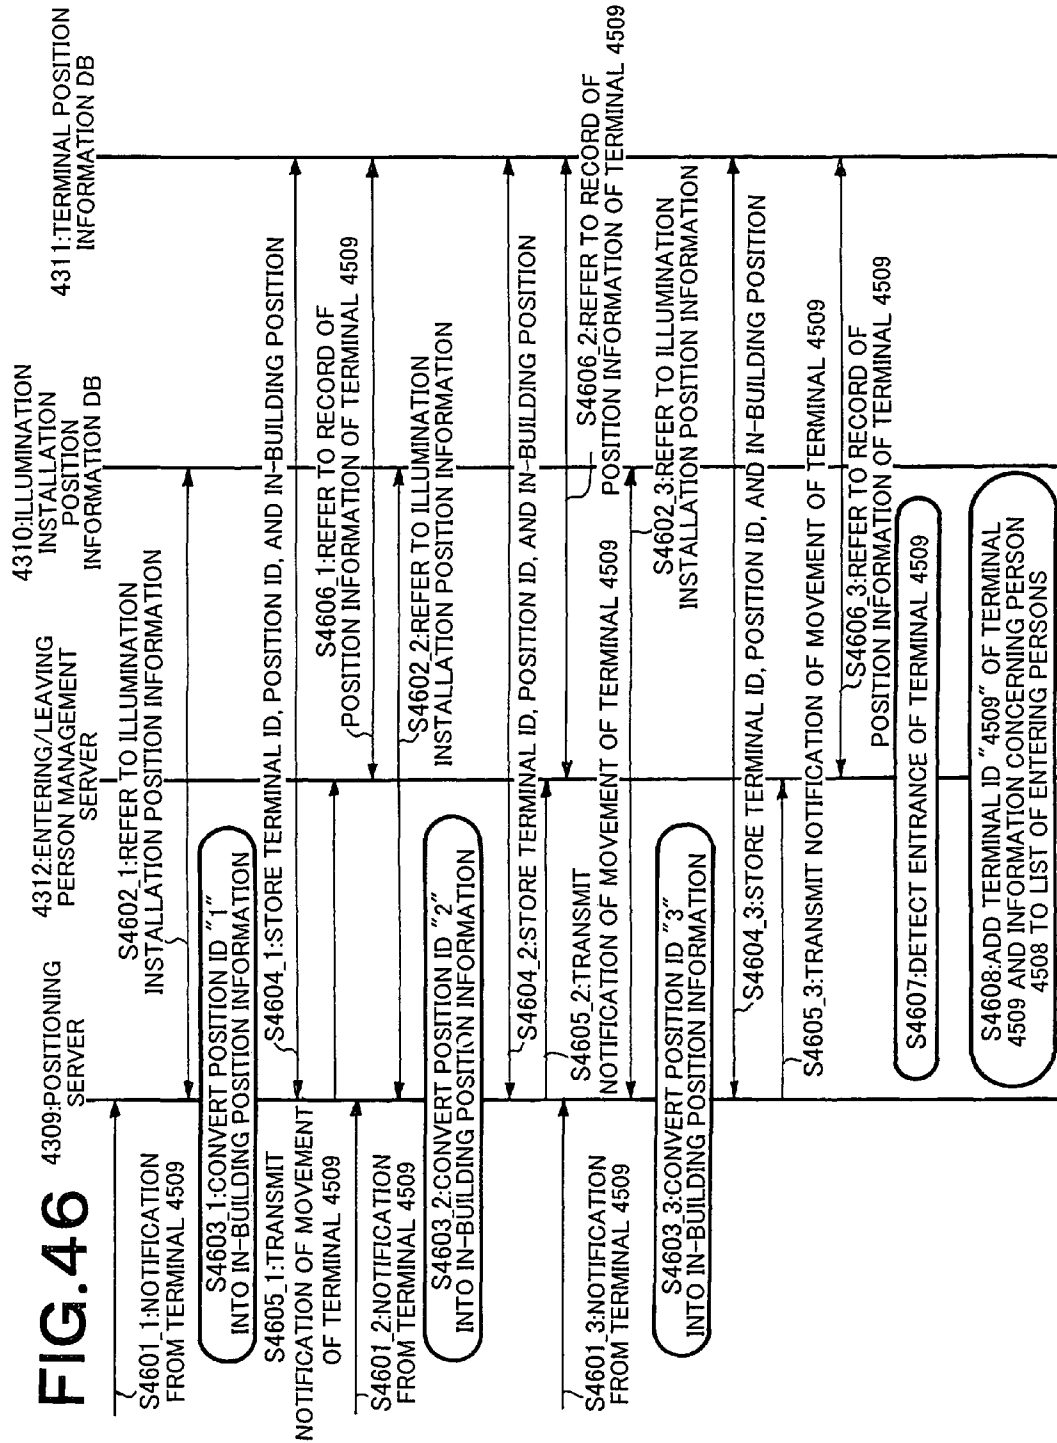 FIG.46
4309:POSITIONING
SERVER
4312:ENTERING/LEAVING
PERSON MANAGEMENT
SERVER
4310:ILLUMINATION
INSTALLATION
POSITION
INFORMATION DB
4311:TERMINAL POSITION
INFORMATION DB
S4601_1:NOTIFICATION
FROM TERMINAL 4509
S4602_1:REFER TO ILLUMINATION
INSTALLATION POSITION INFORMATION
S4603_1:CONVERT POSITION ID "1"
INTO IN-BUILDING POSITION INFORMATION
S4604_1:STORE TERMINAL ID, POSITION ID, AND IN-BUILDING POSITION
S4605_1:TRANSMIT
NOTIFICATION OF MOVEMENT
OF TERMINAL 4509
S4606_1:REFER TO RECORD OF
POSITION INFORMATION OF TERMINAL 4509
S4601_2:NOTIFICATION
FROM TERMINAL 4509
S4602_2:REFER TO ILLUMINATION
INSTALLATION POSITION INFORMATION
S4603_2:CONVERT POSITION ID "2"
INTO IN-BUILDING POSITION INFORMATION
S4604_2:STORE TERMINAL ID, POSITION ID, AND IN-BUILDING POSITION
S4605_2:TRANSMIT
NOTIFICATION OF MOVEMENT OF TERMINAL 4509
S4606_2:REFER TO RECORD OF
POSITION INFORMATION OF TERMINAL 4509
S4601_3:NOTIFICATION
FROM TERMINAL 4509
S4602_3:REFER TO ILLUMINATION
INSTALLATION POSITION INFORMATION
S4603_3:CONVERT POSITION ID "3"
INTO IN-BUILDING POSITION INFORMATION
S4604_3:STORE TERMINAL ID, POSITION ID, AND IN-BUILDING POSITION
S4605_3:TRANSMIT NOTIFICATION OF MOVEMENT OF TERMINAL 4509
S4606_3:REFER TO RECORD OF
POSITION INFORMATION OF TERMINAL 4509
S4607:DETECT ENTRANCE OF TERMINAL 4509
S4608:ADD TERMINAL ID "4509" OF TERMINAL
4509 AND INFORMATION CONCERNING PERSON
4508 TO LIST OF ENTERING PERSONS